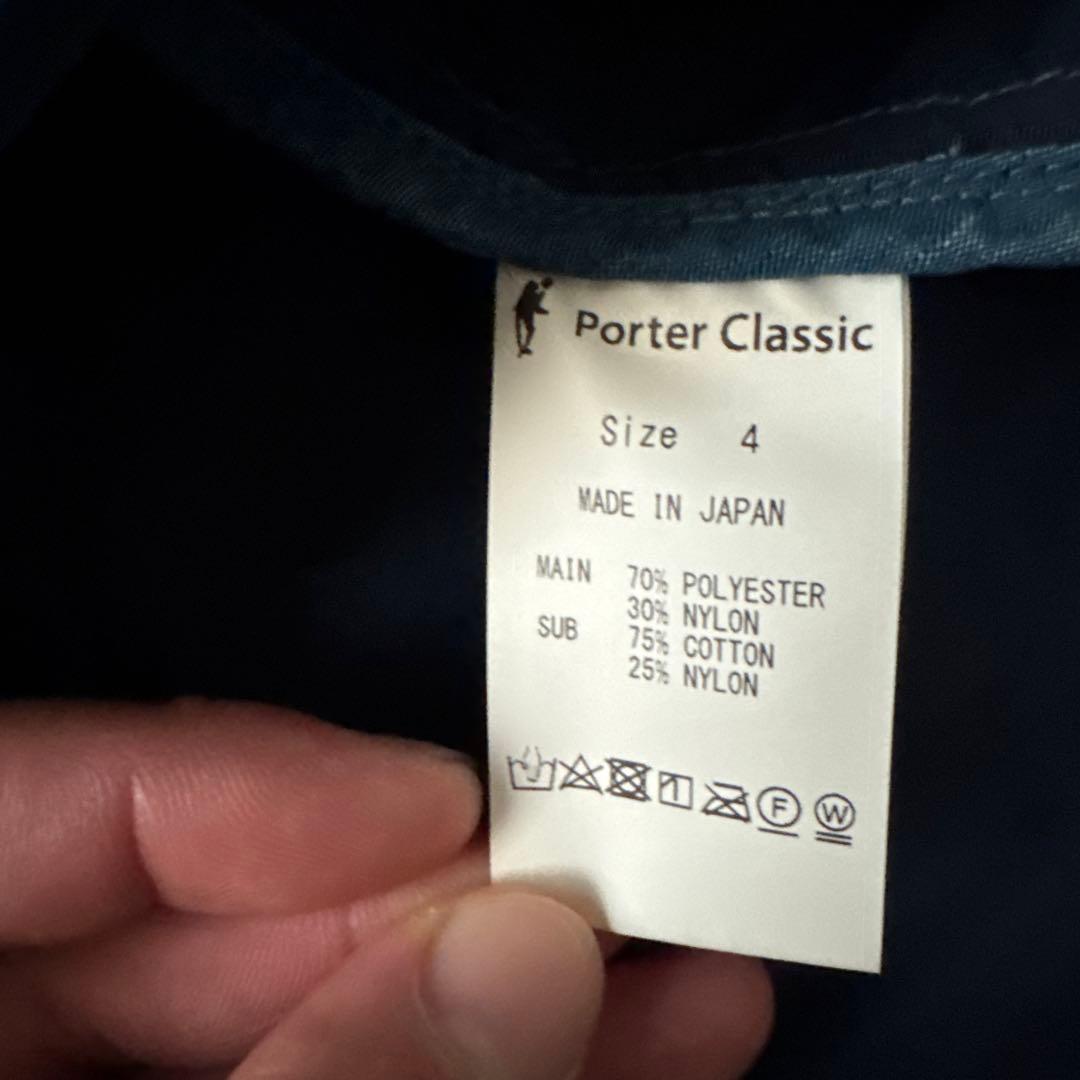 Porter Classic
Size 4
MADE IN JAPAN
MAIN 70% POLYESTER
30% NYLON
SUB 75% COTTON
25% NYLON
F W